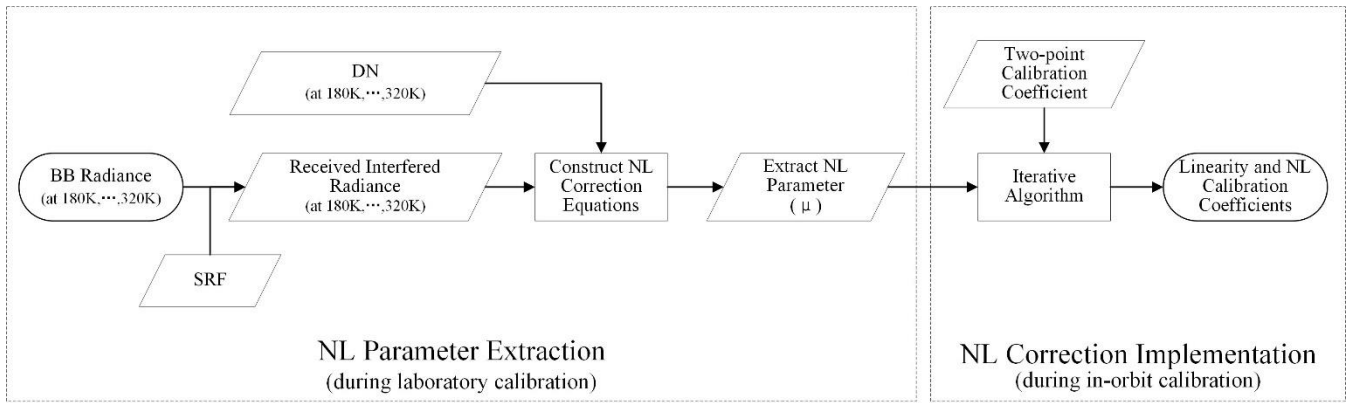 DN
(at 180K,···,320K)
BB Radiance
(at 180K,···,320K)
Received Interfered
Radiance
(at 180K,···,320K)
Construct NL
Correction
Equations
Extract NL
Parameter
( μ )
SRF
NL Parameter Extraction
(during laboratory calibration)
Two-point
Calibration
Coefficient
Iterative
Algorithm
Linearity and NL
Calibration
Coefficients
NL Correction Implementation
(during in-orbit calibration)